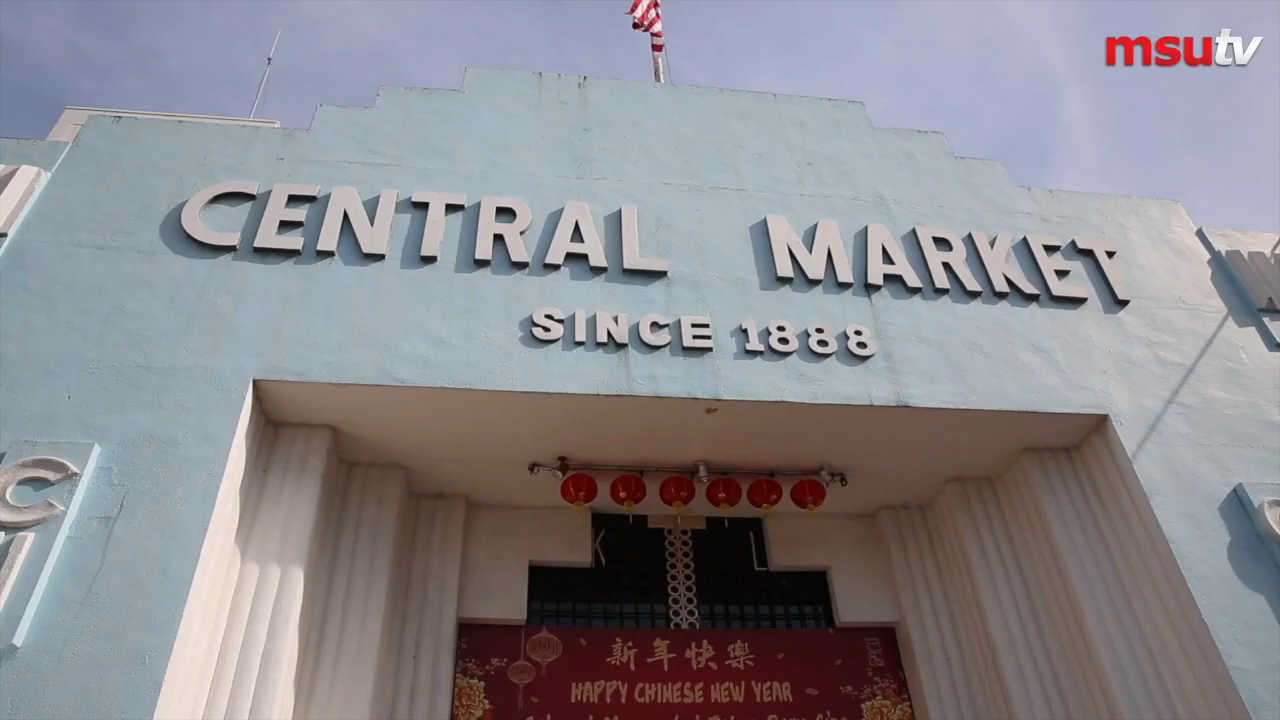 msutv
CENTRAL MARKET
SINCE 1888
K L
新年快樂
HAPPY CHINESE NEW YEAR